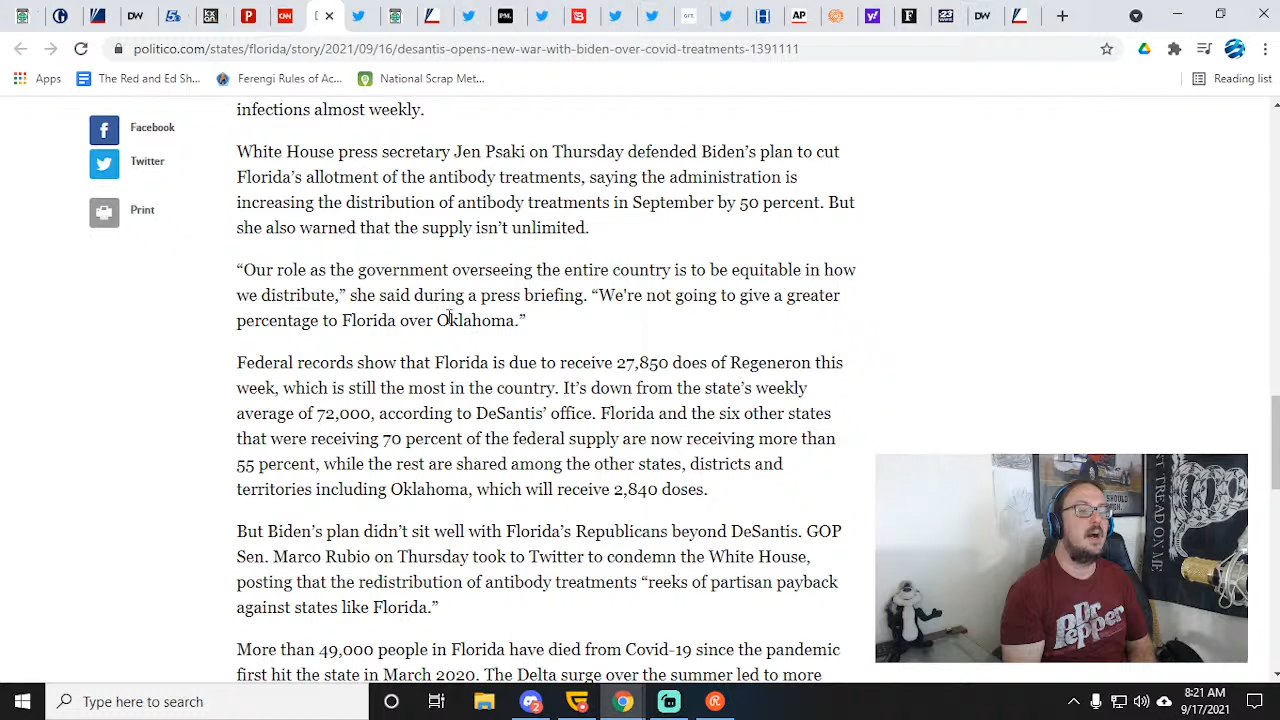 DW
CNN
PM.
GIT.
AP
F
DW
politico.com/states/florida/story/2021/09/16/desantis-opens-new-war-with-biden-over-covid-treatments-1391111
Apps
The Red and Ed Sh...
Ferengi Rules of Ac...
National Scrap Met...
Reading list
infections almost weekly.
Facebook
Twitter
Print
White House press secretary Jen Psaki on Thursday defended Biden’s plan to cut
Florida’s allotment of the antibody treatments, saying the administration is
increasing the distribution of antibody treatments in September by 50 percent. But
she also warned that the supply isn’t unlimited.
“Our role as the government overseeing the entire country is to be equitable in how
we distribute,” she said during a press briefing. “We're not going to give a greater
percentage to Florida over Oklahoma.”
Federal records show that Florida is due to receive 27,850 does of Regeneron this
week, which is still the most in the country. It’s down from the state’s weekly
average of 72,000, according to DeSantis’ office. Florida and the six other states
that were receiving 70 percent of the federal supply are now receiving more than
55 percent, while the rest are shared among the other states, districts and
territories including Oklahoma, which will receive 2,840 doses.
But Biden’s plan didn’t sit well with Florida’s Republicans beyond DeSantis. GOP
Sen. Marco Rubio on Thursday took to Twitter to condemn the White House,
posting that the redistribution of antibody treatments “reeks of partisan payback
against states like Florida.”
More than 49,000 people in Florida have died from Covid-19 since the pandemic
first hit the state in March 2020. The Delta surge over the summer led to more
SHOULD
T TREAD ON ME
Dr
Pepper
Type here to search
2
8:21 AM
9/17/2021